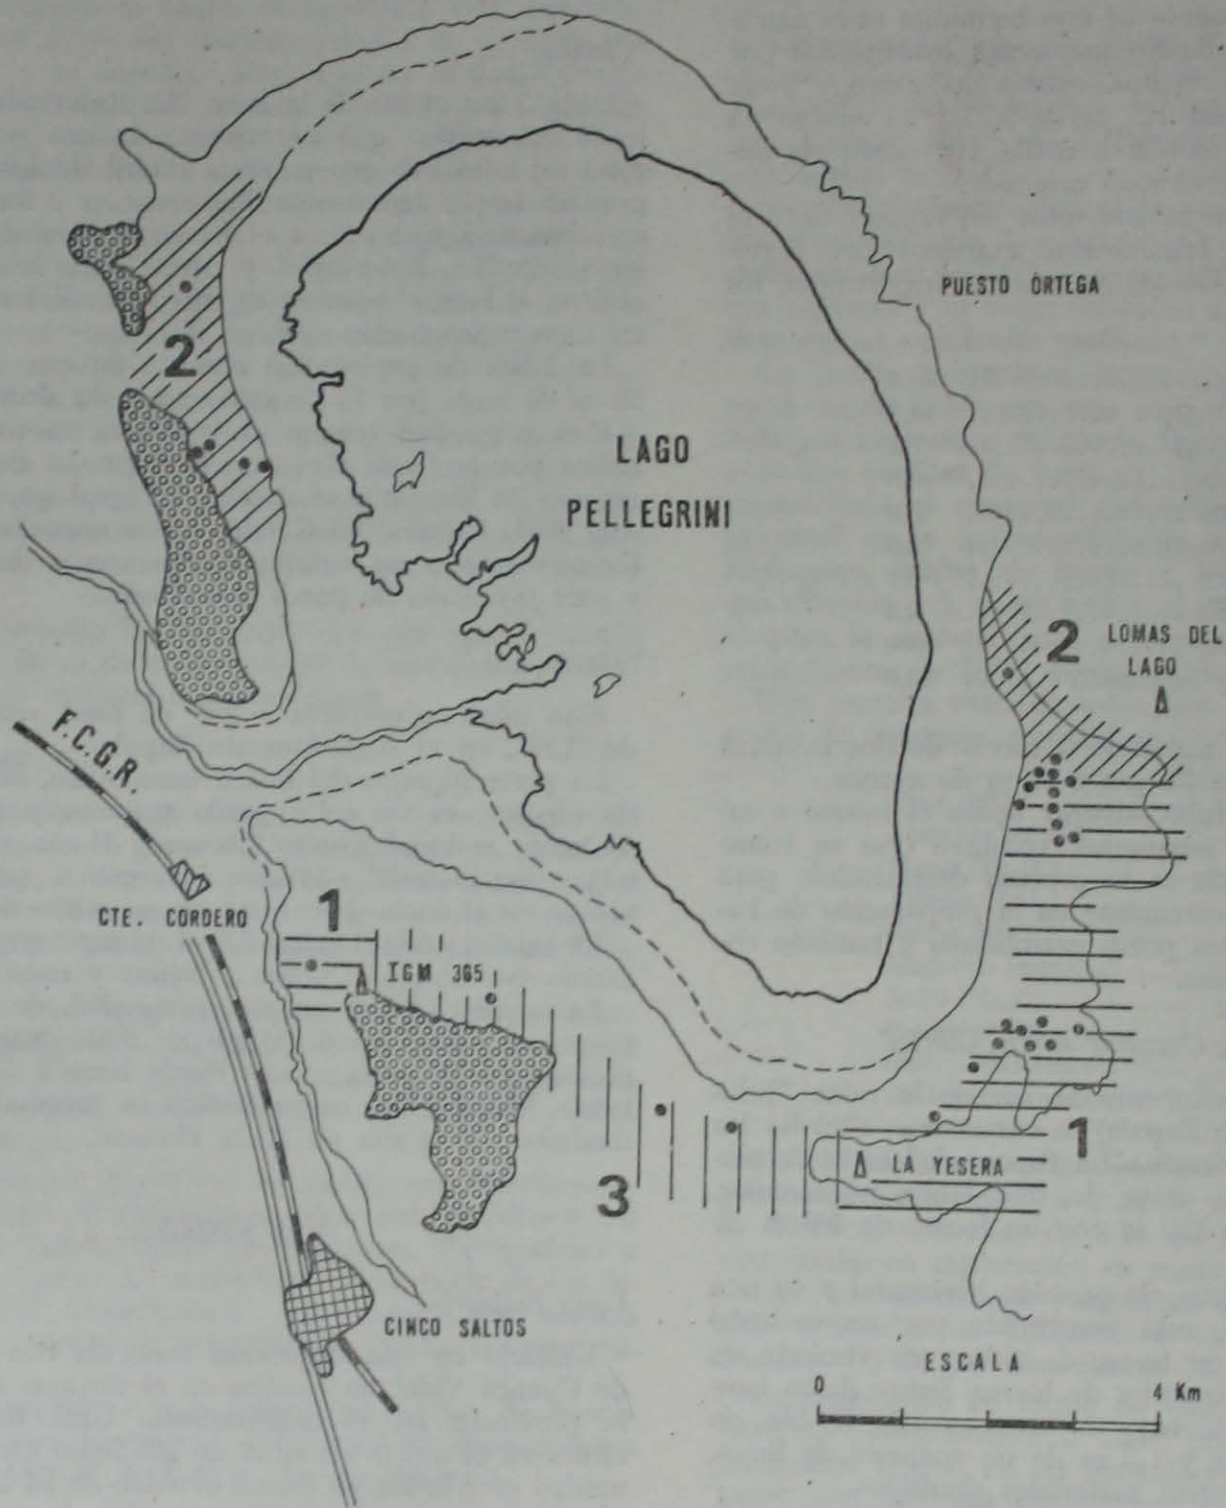 PUESTO ORTEGA
2
LAGO
PELLEGRINI
2
LOMAS DEL
LAGO
F.C.G.R.
CTE. CORDERO
1
IGM 365
1
LA YESERA
3
CINCO SALTOS
ESCALA
0
4 Km